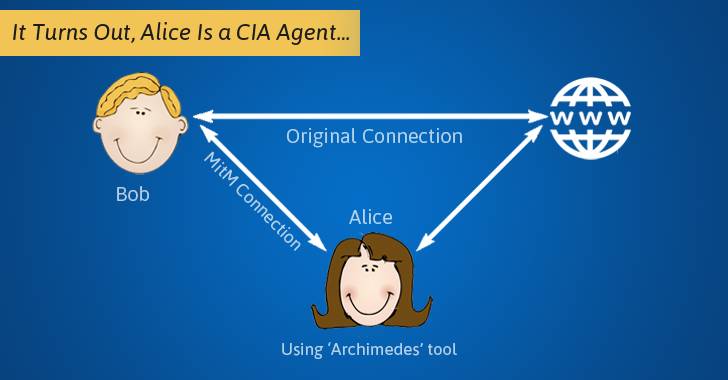 It Turns Out, Alice Is a CIA Agent...
WWW
Original Connection
MitM Connection
Bob
Alice
Using ‘Archimedes’ tool